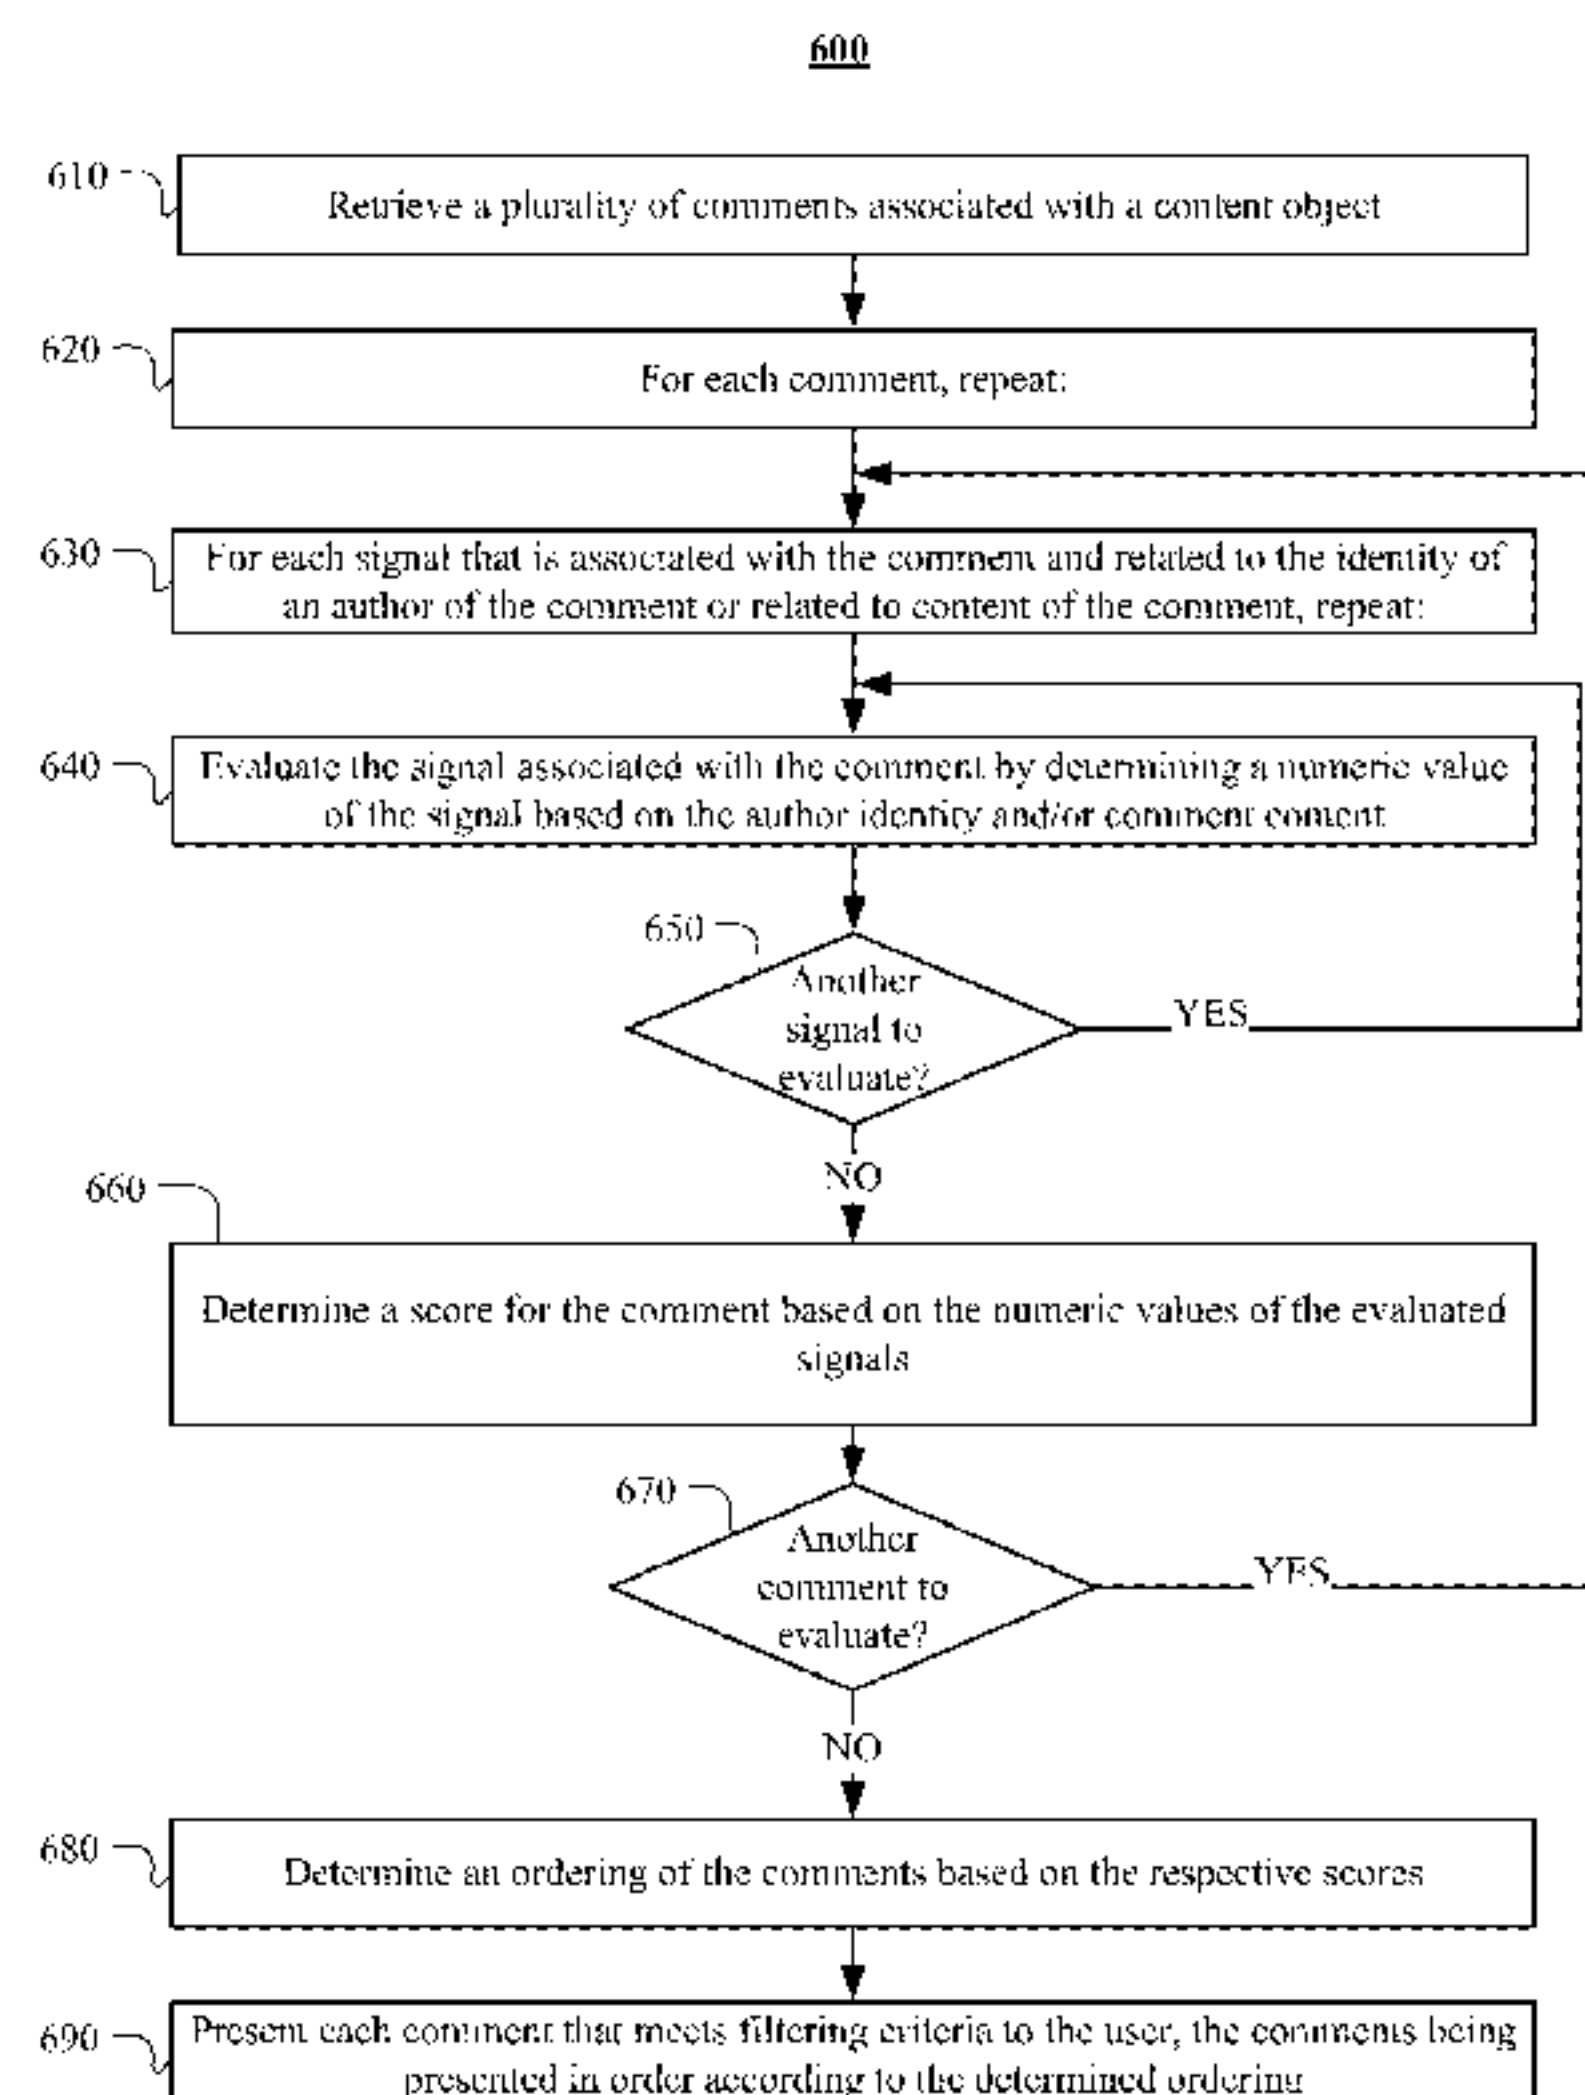 600
610
Retrieve a plurality of comments associated with a content object
620
For each comment, repeat:
630
For each signal that is associated with the comment and related to the identity of
an author of the comment or related to content of the comment, repeat:
640
Evaluate the signal associated with the comment by determining a numeric value
of the signal based on the author identity and/or comment content
650
Another
signal to
evaluate?
YES
NO
660
Determine a score for the comment based on the numeric values of the evaluated
signals
670
Another
comment to
evaluate?
YES
NO
680
Determine an ordering of the comments based on the respective scores
690
Present each comment that meets filtering criteria to the user, the comments being
presented in order according to the determined ordering